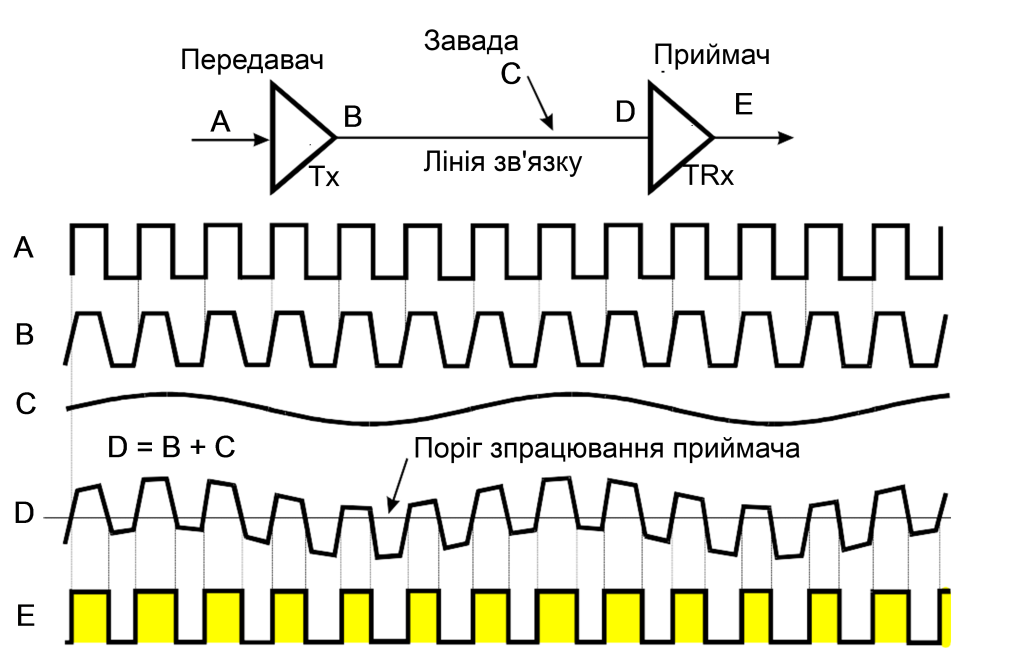 Завада
Передавач
C
Приймач
A
B
D
E
Tx
Лінія зв'язку
TRx
A
B
C
D = B + C
Поріг зпрацювання приймача
D
E